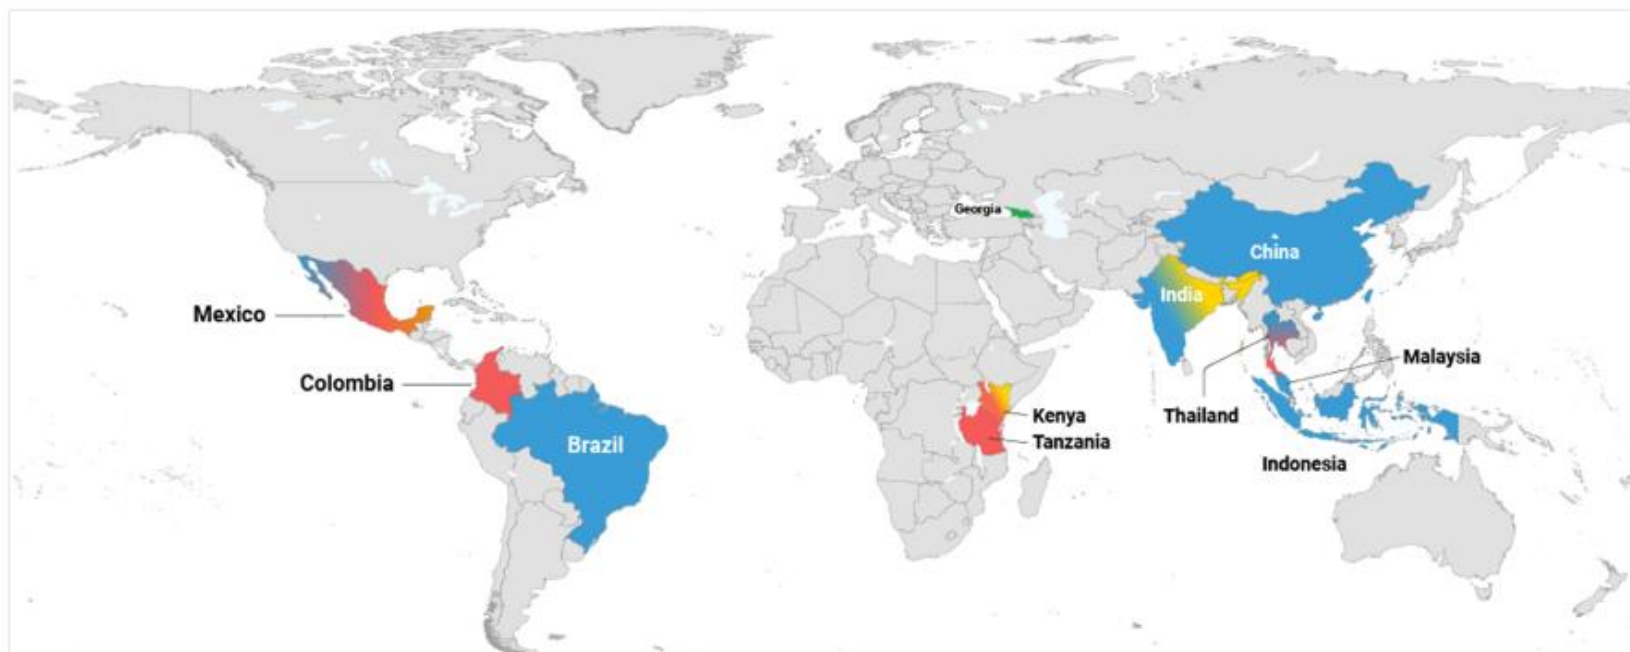 Georgia
China
India
Mexico
Malaysia
Colombia
Kenya
Thailand
Brazil
Tanzania
Indonesia